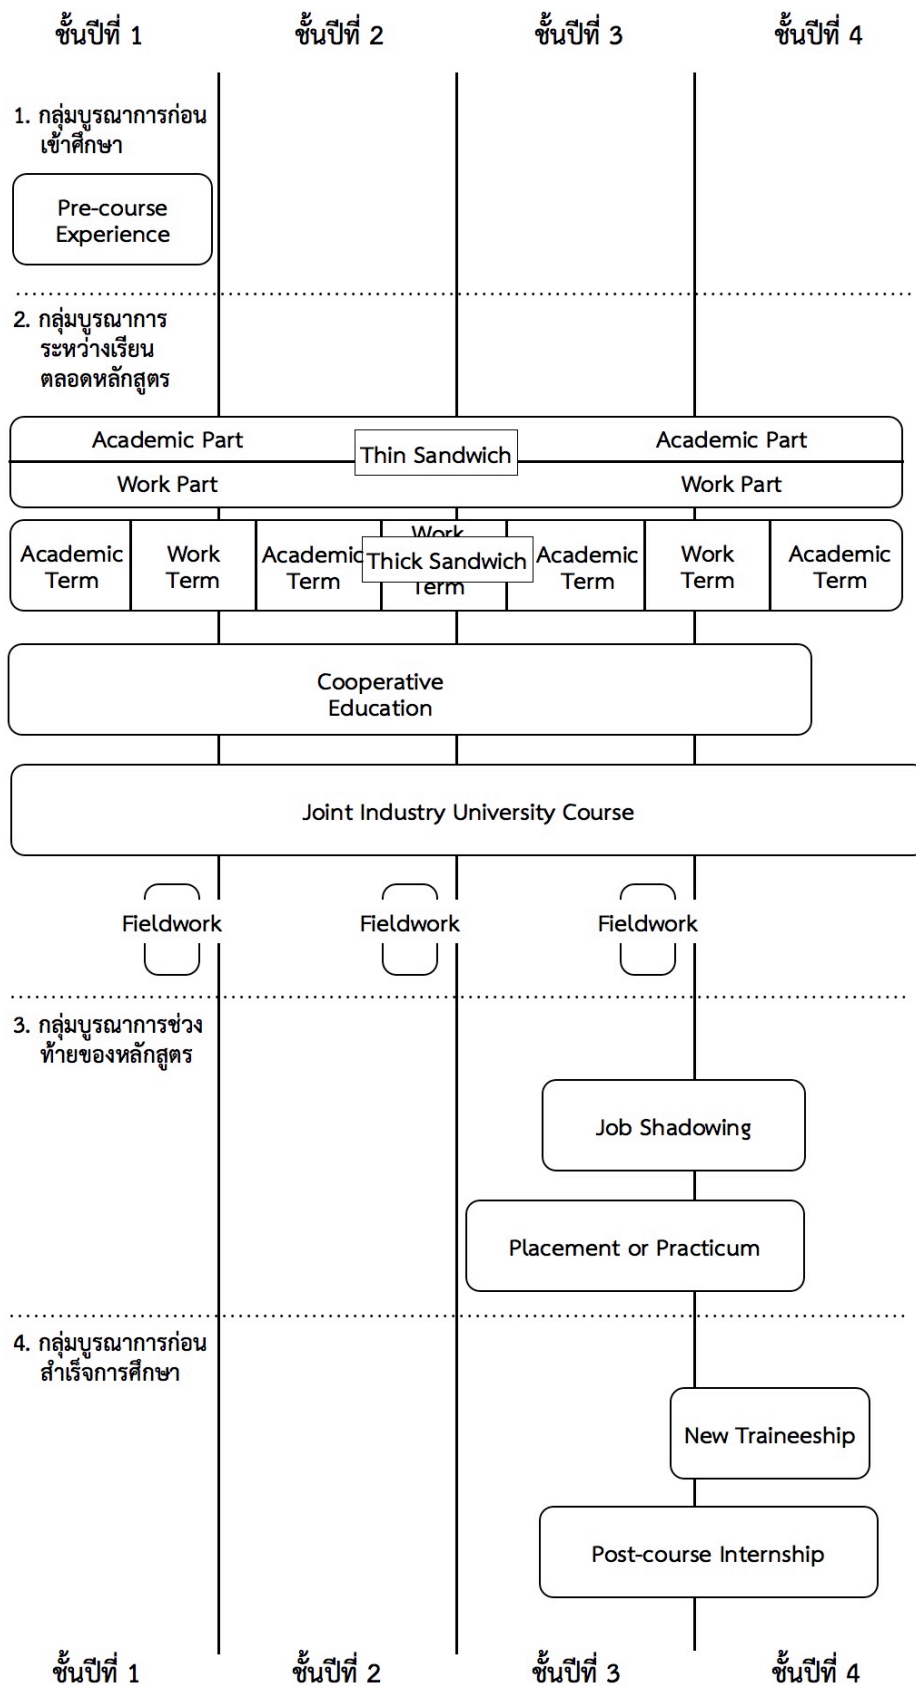 ชั้นปีที่ 1 ชั้นปีที่ 2 ชั้นปีที่ 3 ชั้นปีที่ 4
1. กลุ่มบูรณาการก่อน
เข้าศึกษา
Pre-course
Experience
2. กลุ่มบูรณาการ
ระหว่างเรียน
ตลอดหลักสูตร
Academic Part Thin Sandwich Academic Part
Work Part Work Part
Academic Work Academic Work Academic Work Academic
Thick Sandwich
Term Term Term Term Term Term Term
Cooperative
Education
Joint Industry University Course
Fieldwork Fieldwork Fieldwork
3. กลุ่มบูรณาการช่วง
ท้ายของหลักสูตร
Job Shadowing
Placement or Practicum
4. กลุ่มบูรณาการก่อน
สำเร็จการศึกษา
New Traineeship
Post-course Internship
ชั้นปีที่ 1 ชั้นปีที่ 2 ชั้นปีที่ 3 ชั้นปีที่ 4